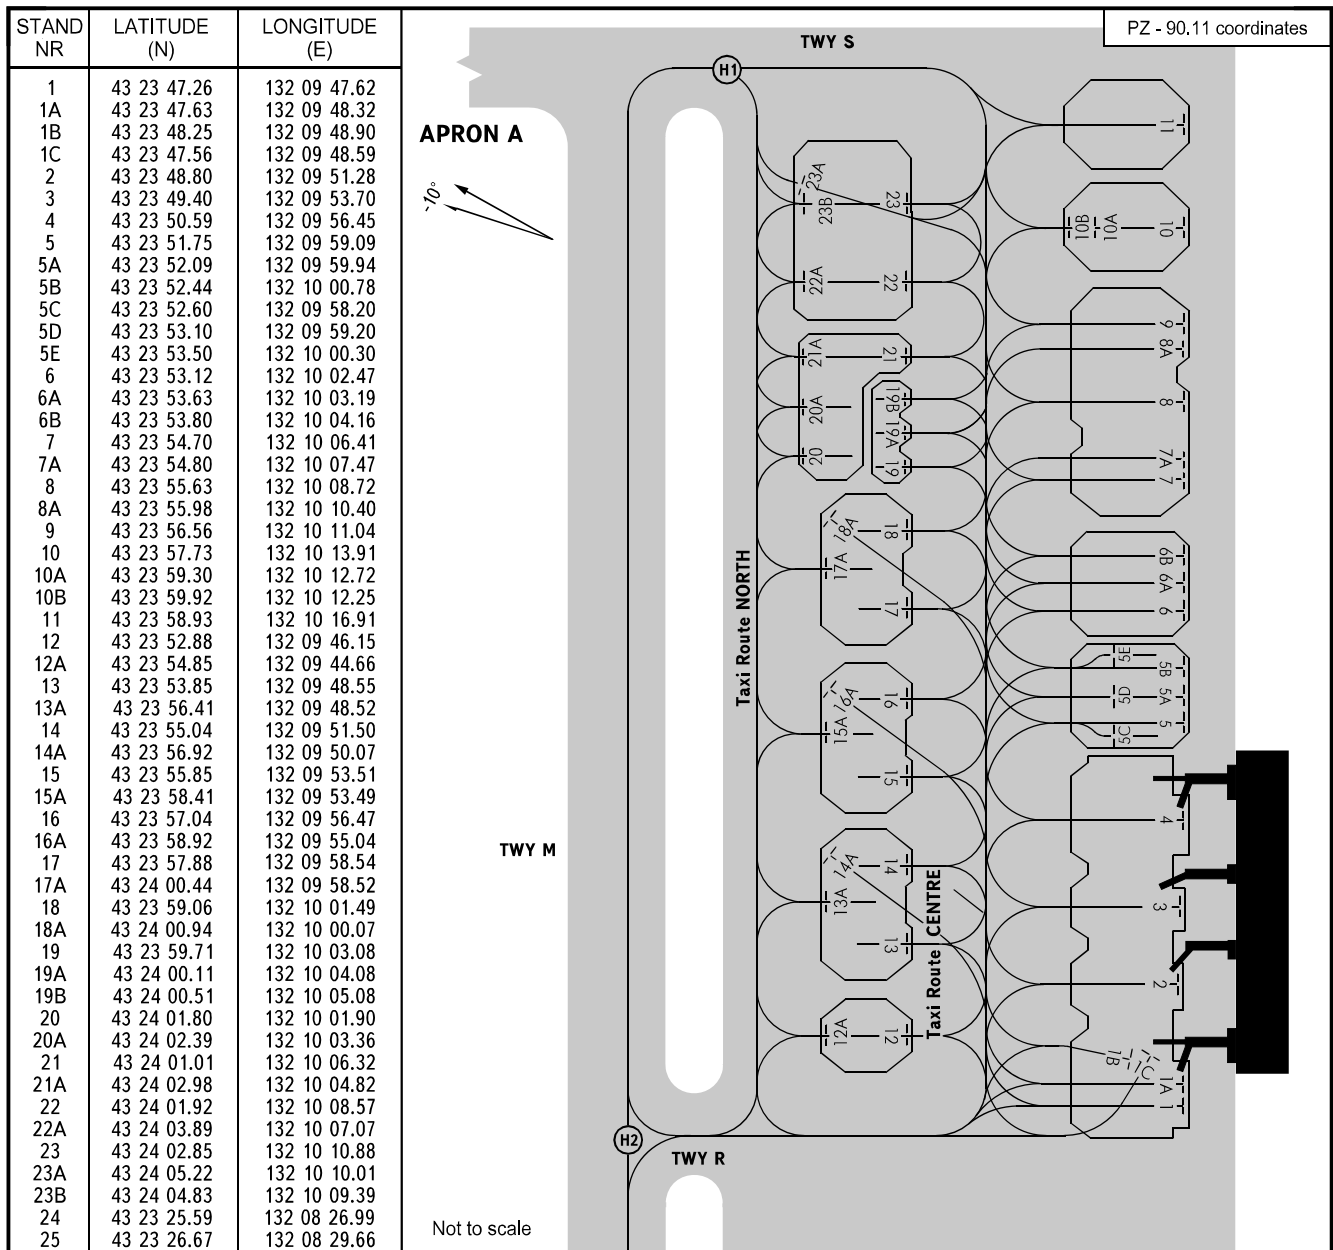 STAND NR LATITUDE (N) LONGITUDE (E)
1 43 23 47.26 132 09 47.62
1A 43 23 47.63 132 09 48.32
1B 43 23 48.25 132 09 48.90
1C 43 23 47.56 132 09 48.59
2 43 23 48.80 132 09 51.28
3 43 23 49.40 132 09 53.70
4 43 23 50.59 132 09 56.45
5 43 23 51.75 132 09 59.09
5A 43 23 52.09 132 09 59.94
5B 43 23 52.44 132 10 00.78
5C 43 23 52.60 132 09 58.20
5D 43 23 53.10 132 09 59.20
5E 43 23 53.50 132 10 00.30
6 43 23 53.12 132 10 02.47
6A 43 23 53.63 132 10 03.19
6B 43 23 53.80 132 10 04.16
7 43 23 54.70 132 10 06.41
7A 43 23 54.80 132 10 07.47
8 43 23 55.63 132 10 08.72
8A 43 23 55.98 132 10 10.40
9 43 23 56.56 132 10 11.04
10 43 23 57.73 132 10 13.91
10A 43 23 59.30 132 10 12.72
10B 43 23 59.92 132 10 12.25
11 43 23 58.93 132 10 16.91
12 43 23 52.88 132 09 46.15
12A 43 23 54.85 132 09 44.66
13 43 23 53.85 132 09 48.55
13A 43 23 56.41 132 09 48.52
14 43 23 55.04 132 09 51.50
14A 43 23 56.92 132 09 50.07
15 43 23 55.85 132 09 53.51
15A 43 23 58.41 132 09 53.49
16 43 23 57.04 132 09 56.47
16A 43 23 58.92 132 09 55.04
17 43 23 57.88 132 09 58.54
17A 43 24 00.44 132 09 58.52
18 43 23 59.06 132 10 01.49
18A 43 24 00.94 132 10 00.07
19 43 23 59.71 132 10 03.08
19A 43 24 00.11 132 10 04.08
19B 43 24 00.51 132 10 05.08
20 43 24 01.80 132 10 01.90
20A 43 24 02.39 132 10 03.36
21 43 24 01.01 132 10 06.32
21A 43 24 02.98 132 10 04.82
22 43 24 01.92 132 10 08.57
22A 43 24 03.89 132 10 07.07
23 43 24 02.85 132 10 10.88
23A 43 24 05.22 132 10 10.01
23B 43 24 04.83 132 10 09.39
24 43 23 25.59 132 08 26.99
25 43 23 26.67 132 08 29.66
PZ - 90.11 coordinates
TWY S
H1
APRON A
-10°
11
23A
23B
23
10B
10A
10
22A
22
9
8A
21A
21
19B
8
20A
19A
20
19
7A
7
18A
18
17A
6B
6A
6
17
Taxi Route NORTH
5E
5B
5D
5A
5C
5
16A
16
15A
15
4
TWY M
14A
14
13A
13
3
Taxi Route CENTRE
2
12A
12
1B
1C
1A
1
H2
TWY R
Not to scale